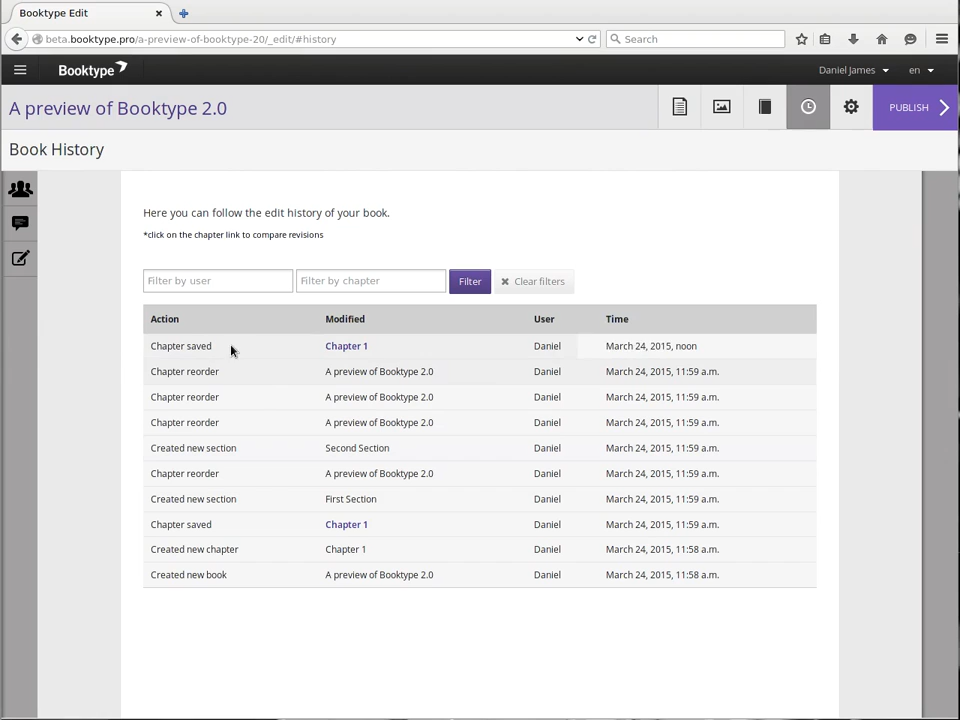 Booktype Edit
beta.booktype.pro/a-preview-of-booktype-20/_edit/#history
Search
Booktype
Daniel James
en
A preview of Booktype 2.0
PUBLISH
Book History
Here you can follow the edit history of your book.
*click on the chapter link to compare revisions
Filter by user
Filter by chapter
Filter
Clear filters
Action Modified User Time
Chapter saved Chapter 1 Daniel March 24, 2015, noon
Chapter reorder A preview of Booktype 2.0 Daniel March 24, 2015, 11:59 a.m.
Chapter reorder A preview of Booktype 2.0 Daniel March 24, 2015, 11:59 a.m.
Chapter reorder A preview of Booktype 2.0 Daniel March 24, 2015, 11:59 a.m.
Created new section Second Section Daniel March 24, 2015, 11:59 a.m.
Chapter reorder A preview of Booktype 2.0 Daniel March 24, 2015, 11:59 a.m.
Created new section First Section Daniel March 24, 2015, 11:59 a.m.
Chapter saved Chapter 1 Daniel March 24, 2015, 11:59 a.m.
Created new chapter Chapter 1 Daniel March 24, 2015, 11:58 a.m.
Created new book A preview of Booktype 2.0 Daniel March 24, 2015, 11:58 a.m.